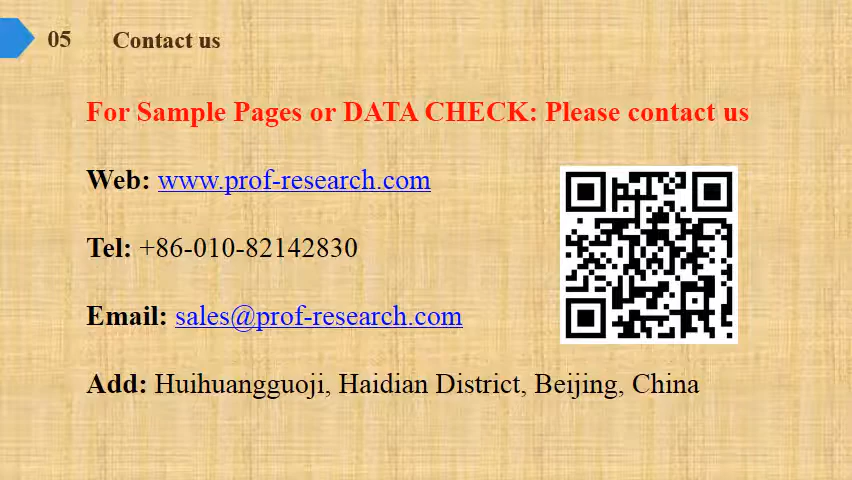 05 Contact us
For Sample Pages or DATA CHECK: Please contact us
Web: www.prof-research.com
Tel: +86-010-82142830
Email: sales@prof-research.com
Add: Huihuangguoji, Haidian District, Beijing, China